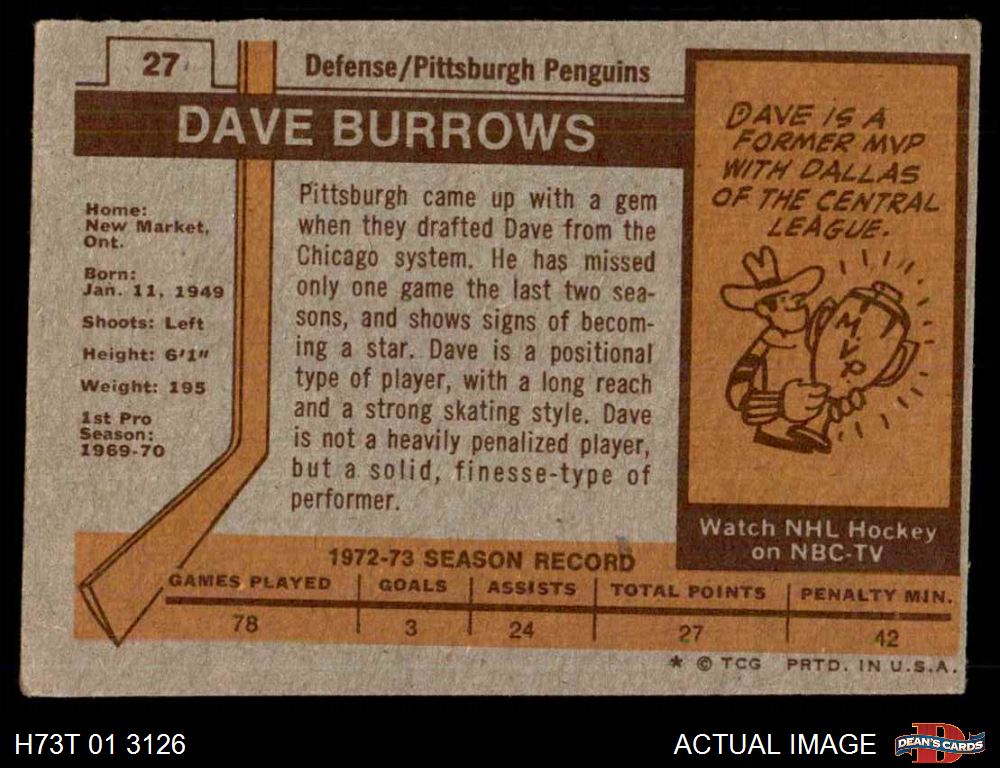 27
Defense/Pittsburgh Penguins
DAVE BURROWS
Home:
New Market,
Ont.
Born:
Jan. 11, 1949
Shoots: Left
Height: 6'1"
Weight: 195
1st Pro
Season:
1969-70
Pittsburgh came up with a gem
when they drafted Dave from the
Chicago system. He has missed
only one game the last two sea-
sons, and shows signs of becom-
ing a star. Dave is a positional
type of player, with a long reach
and a strong skating style. Dave
is not a heavily penalized player,
but a solid, finesse-type of
performer.
DAVE IS A
FORMER MVP
WITH DALLAS
OF THE CENTRAL
LEAGUE.
M.V.P.
Watch NHL Hockey
on NBC-TV
1972-73 SEASON RECORD
GAMES PLAYED GOALS ASSISTS TOTAL POINTS PENALTY MIN.
78 3 24 27 42
* © TCG PRTD. IN U.S.A.
H73T 01 3126
ACTUAL IMAGE
D
DEAN'S CARDS